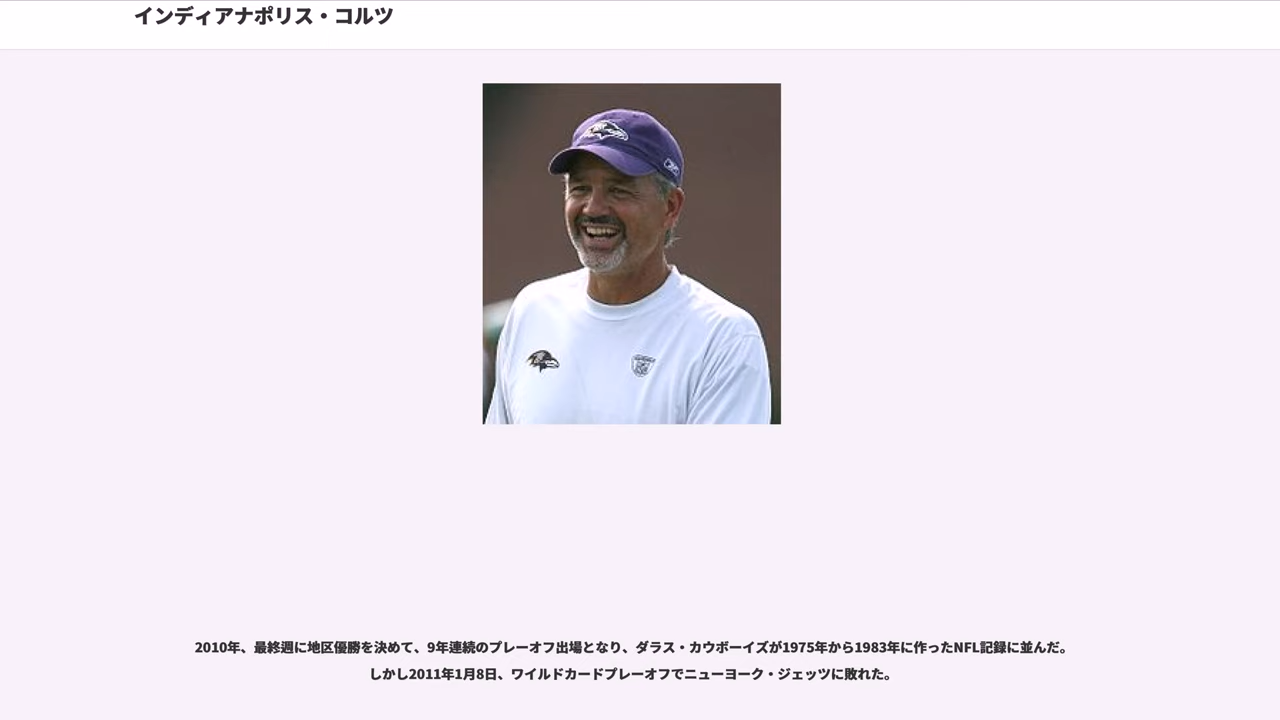 インディアナポリス・コルツ
2010年、最終週に地区優勝を決めて、9年連続のプレーオフ出場となり、ダラス・カウボーイズが1975年から1983年に作ったNFL記録に並んだ。
しかし2011年1月8日、ワイルドカードプレーオフでニューヨーク・ジェッツに敗れた。